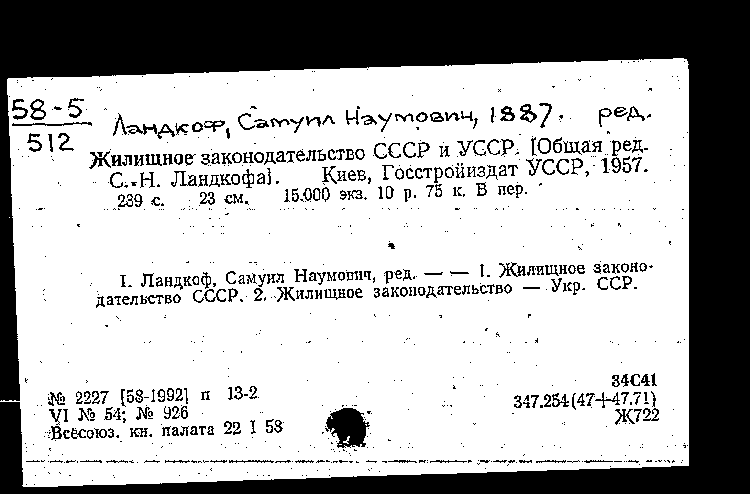 58-5
512
Ландкоф, Самуил Наумович, 1887. ред.
Жилищное законодательство СССР и УССР. [Общая ред.
С. Н. Ландкофа]. Киев, Госстройиздат УССР, 1957.
239 с. 23 см. 15.000 экз. 10 р. 75 к. В пер.
I. Ландкоф, Самуил Наумович, ред. — — 1. Жилищное законо-
дательство СССР. 2. Жилищное законодательство — Укр. ССР.
34С41
№ 2227 [58-1992] п 13-2
347.254(47+47.71)
VI № 54; № 926
Ж722
Всесоюз. кн. палата 22 I 58